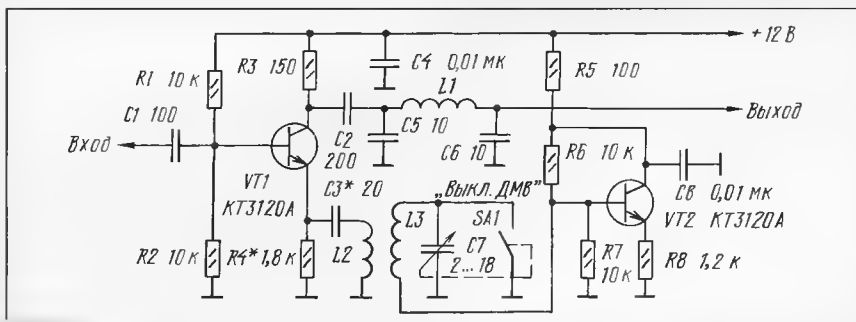 +12 В
R1 10 к
R3 150
C4 0,01 мк
R5 100
C1 100
L1
Вход
Выход
C2
200
C5 10
C6 10
R6 10 к
VT1
КТ3120А
C3* 20
„Выкл. ДМВ"
C8 0,01 мк
VT2 КТ3120А
L3
SA1
C7
2...18
R2 10 к
R4* 1,8 к
L2
R7
10 к
R8 1,2 к